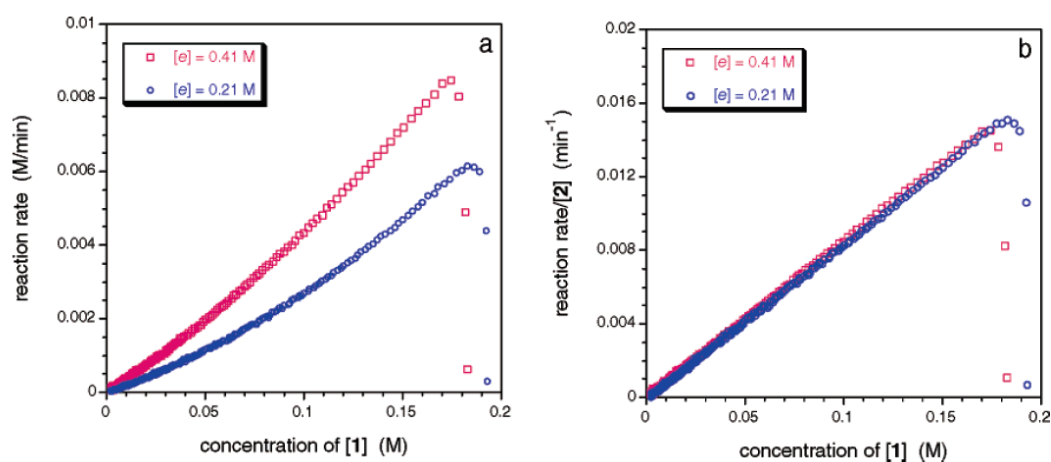 a
[e] = 0.41 M
[e] = 0.21 M
0.01
0.008
0.006
0.004
0.002
0
0
0.05
0.1
0.15
0.2
reaction rate (M/min)
concentration of [1] (M)
b
[e] = 0.41 M
[e] = 0.21 M
0.02
0.016
0.012
0.008
0.004
0
0
0.05
0.1
0.15
0.2
reaction rate/[2] (min⁻¹)
concentration of [1] (M)